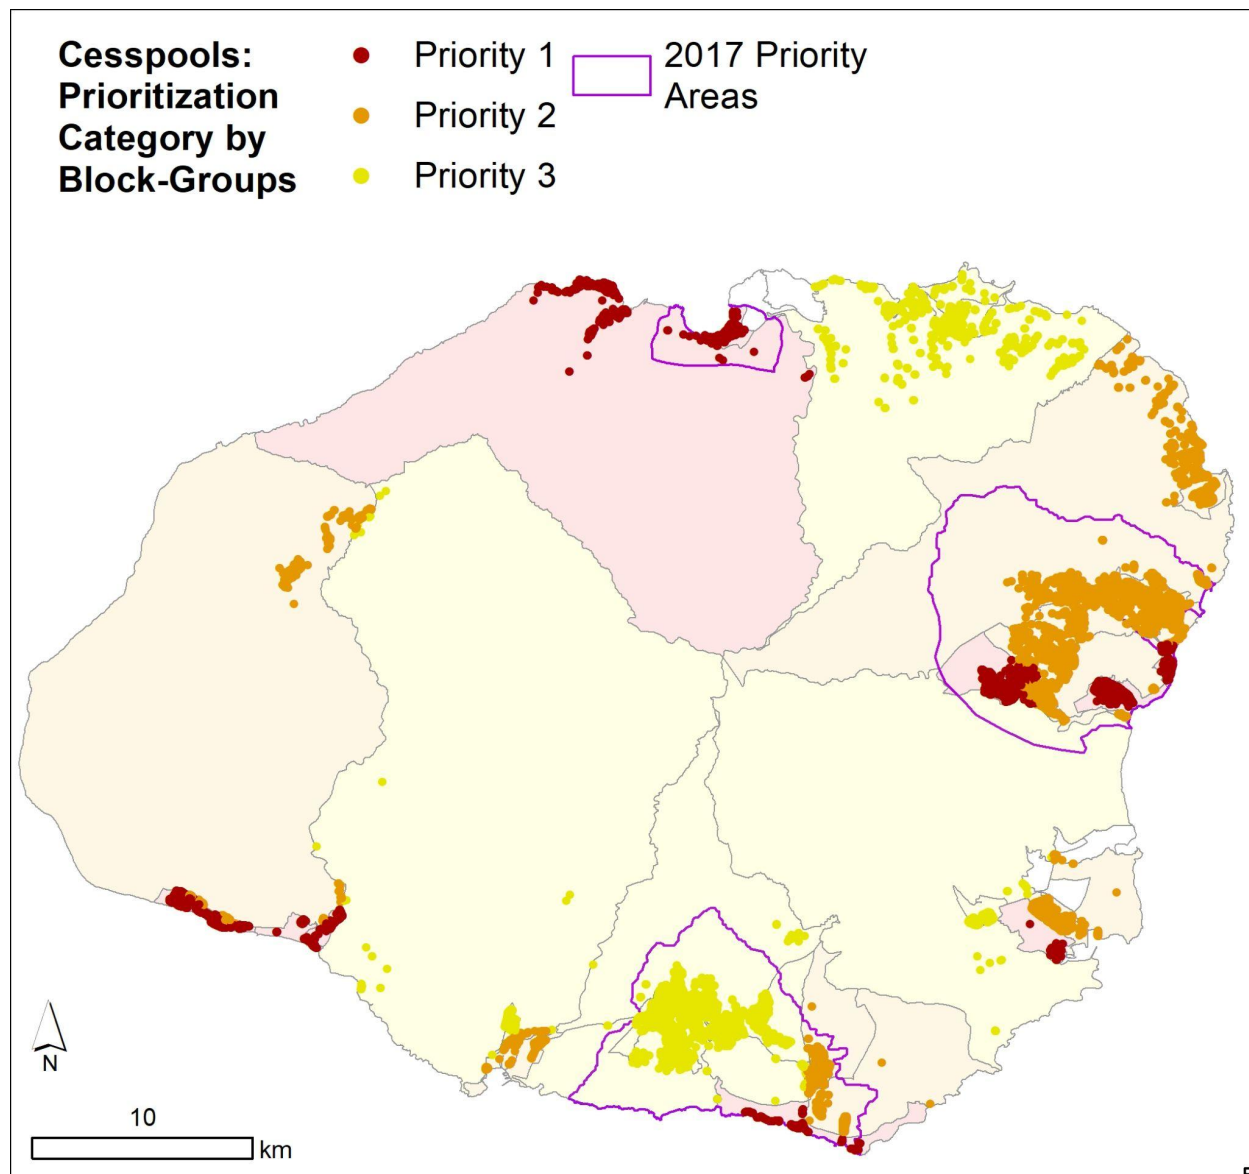 Cesspools:
Prioritization
Category by
Block-Groups
Priority 1
Priority 2
Priority 3
2017 Priority
Areas
N
10
km